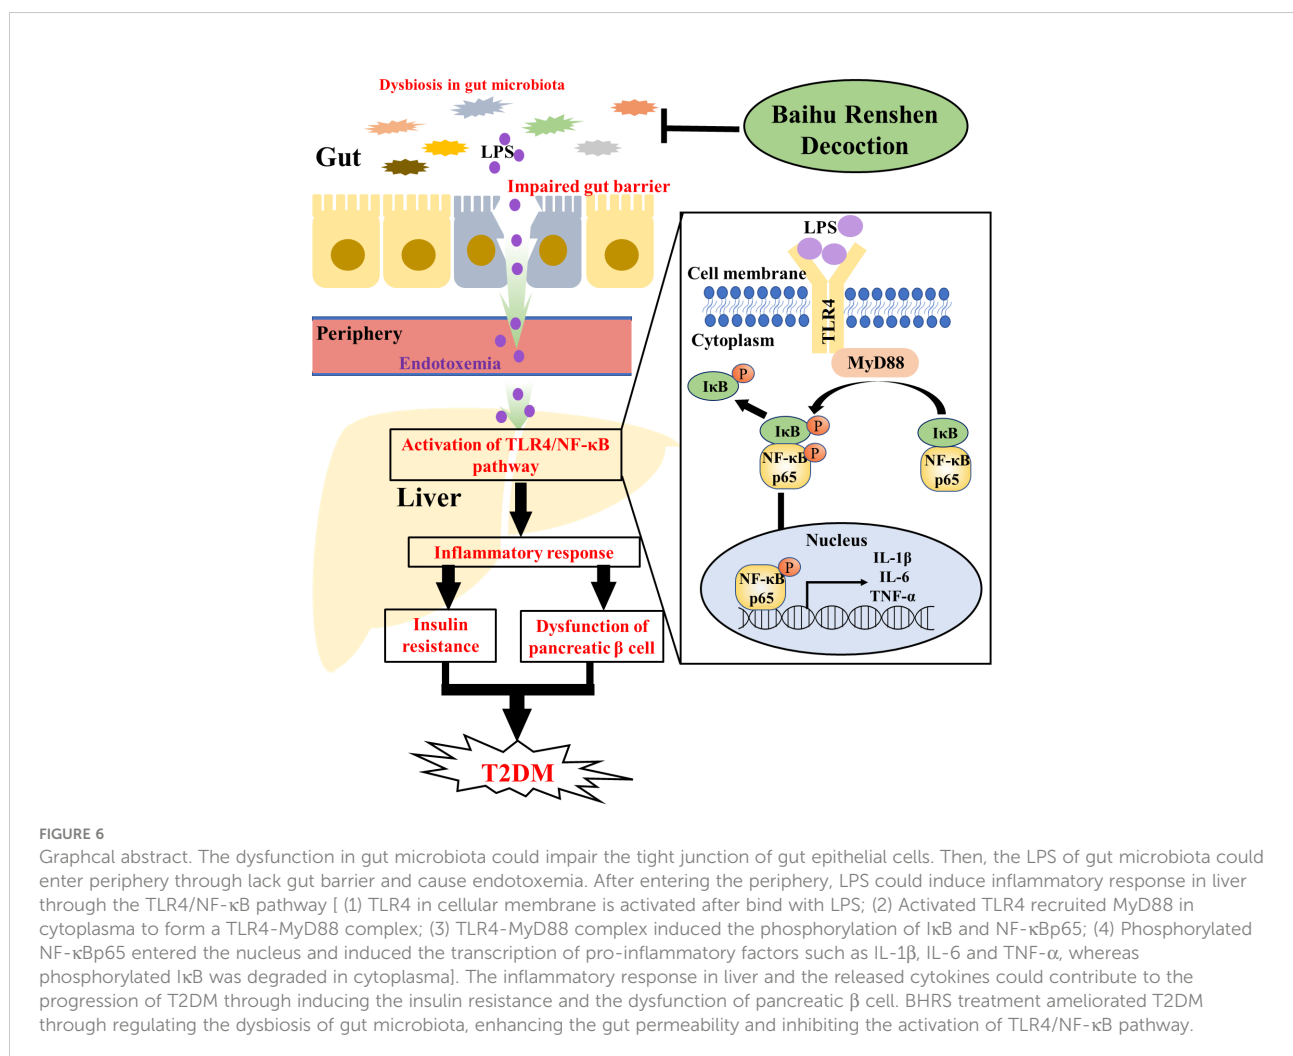 Dysbiosis in gut microbiota
Baihu Renshen
Decoction
Gut
LPS
Impaired gut barrier
Periphery
Endotoxemia
Activation of TLR4/NF-κB
pathway
Liver
Inflammatory response
Insulin
resistance
Dysfunction of
pancreatic β cell
T2DM
LPS
Cell membrane
TLR4
Cytoplasm
MyD88
IκB
P
IκB
P
NF-κB
P
p65
IκB
NF-κB
p65
Nucleus
IL-1β
IL-6
TNF-α
NF-κB
P
p65
FIGURE 6
Graphcal abstract. The dysfunction in gut microbiota could impair the tight junction of gut epithelial cells. Then, the LPS of gut microbiota could
enter periphery through lack gut barrier and cause endotoxemia. After entering the periphery, LPS could induce inflammatory response in liver
through the TLR4/NF-κB pathway [ (1) TLR4 in cellular membrane is activated after bind with LPS; (2) Activated TLR4 recruited MyD88 in
cytoplasma to form a TLR4-MyD88 complex; (3) TLR4-MyD88 complex induced the phosphorylation of IκB and NF-κBp65; (4) Phosphorylated
NF-κBp65 entered the nucleus and induced the transcription of pro-inflammatory factors such as IL-1β, IL-6 and TNF-α, whereas
phosphorylated IκB was degraded in cytoplasma]. The inflammatory response in liver and the released cytokines could contribute to the
progression of T2DM through inducing the insulin resistance and the dysfunction of pancreatic β cell. BHRS treatment ameliorated T2DM
through regulating the dysbiosis of gut microbiota, enhancing the gut permeability and inhibiting the activation of TLR4/NF-κB pathway.